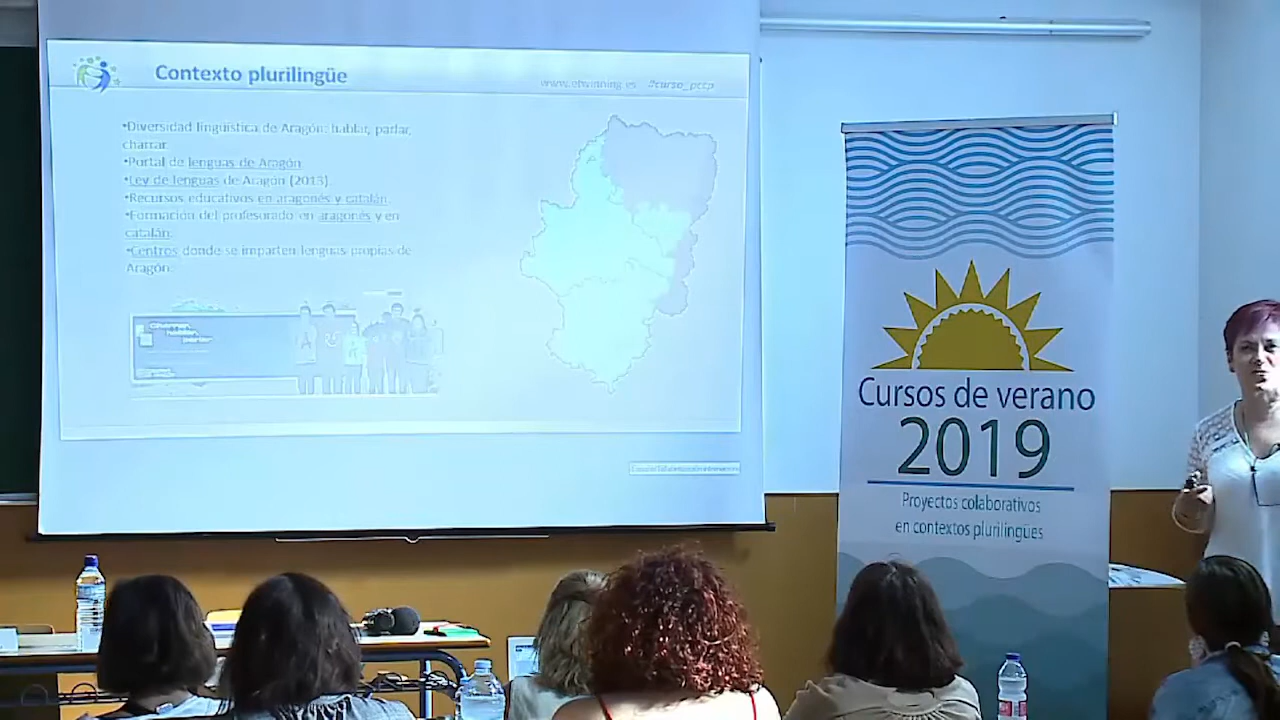 Contexto plurilingüe
www.etwinning.es #curso_pccp
•Diversidad lingüística de Aragón: hablar, parlar,
charrar.
•Portal de lenguas de Aragón
•Ley de lenguas de Aragón (2013).
•Recursos educativos en aragonés y catalán.
•Formación del profesorado en aragonés y en
catalán.
•Centros donde se imparten lenguas propias de
Aragón.
Cursos de verano
2019
Proyectos colaborativos
en contextos plurilingües